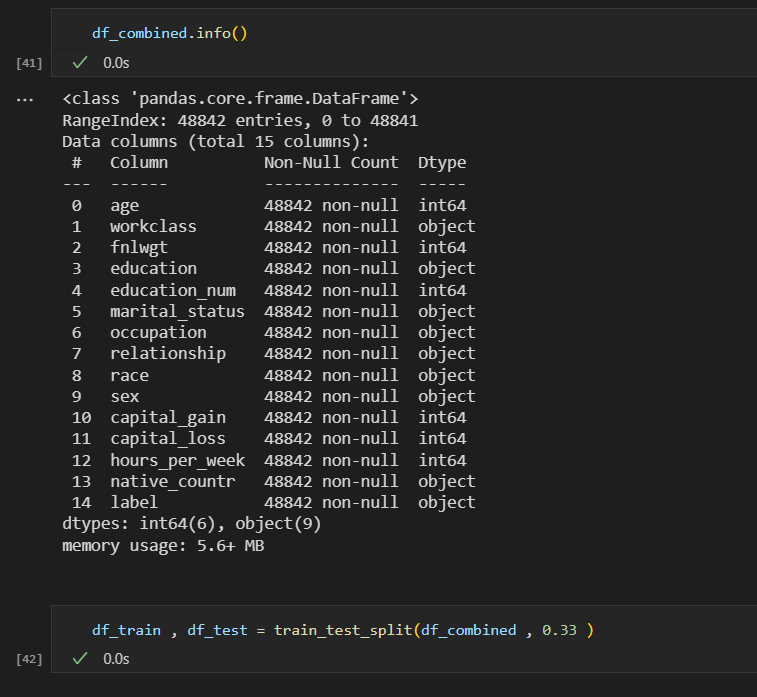 df_combined.info()
[41] ✓ 0.0s
... <class 'pandas.core.frame.DataFrame'>
RangeIndex: 48842 entries, 0 to 48841
Data columns (total 15 columns):
 #   Column          Non-Null Count  Dtype
---  ------          --------------  -----
 0   age             48842 non-null  int64
 1   workclass       48842 non-null  object
 2   fnlwgt          48842 non-null  int64
 3   education       48842 non-null  object
 4   education_num   48842 non-null  int64
 5   marital_status  48842 non-null  object
 6   occupation      48842 non-null  object
 7   relationship    48842 non-null  object
 8   race            48842 non-null  object
 9   sex             48842 non-null  object
 10  capital_gain    48842 non-null  int64
 11  capital_loss    48842 non-null  int64
 12  hours_per_week  48842 non-null  int64
 13  native_countr   48842 non-null  object
 14  label           48842 non-null  object
dtypes: int64(6), object(9)
memory usage: 5.6+ MB
df_train , df_test = train_test_split(df_combined , 0.33 )
[42] ✓ 0.0s